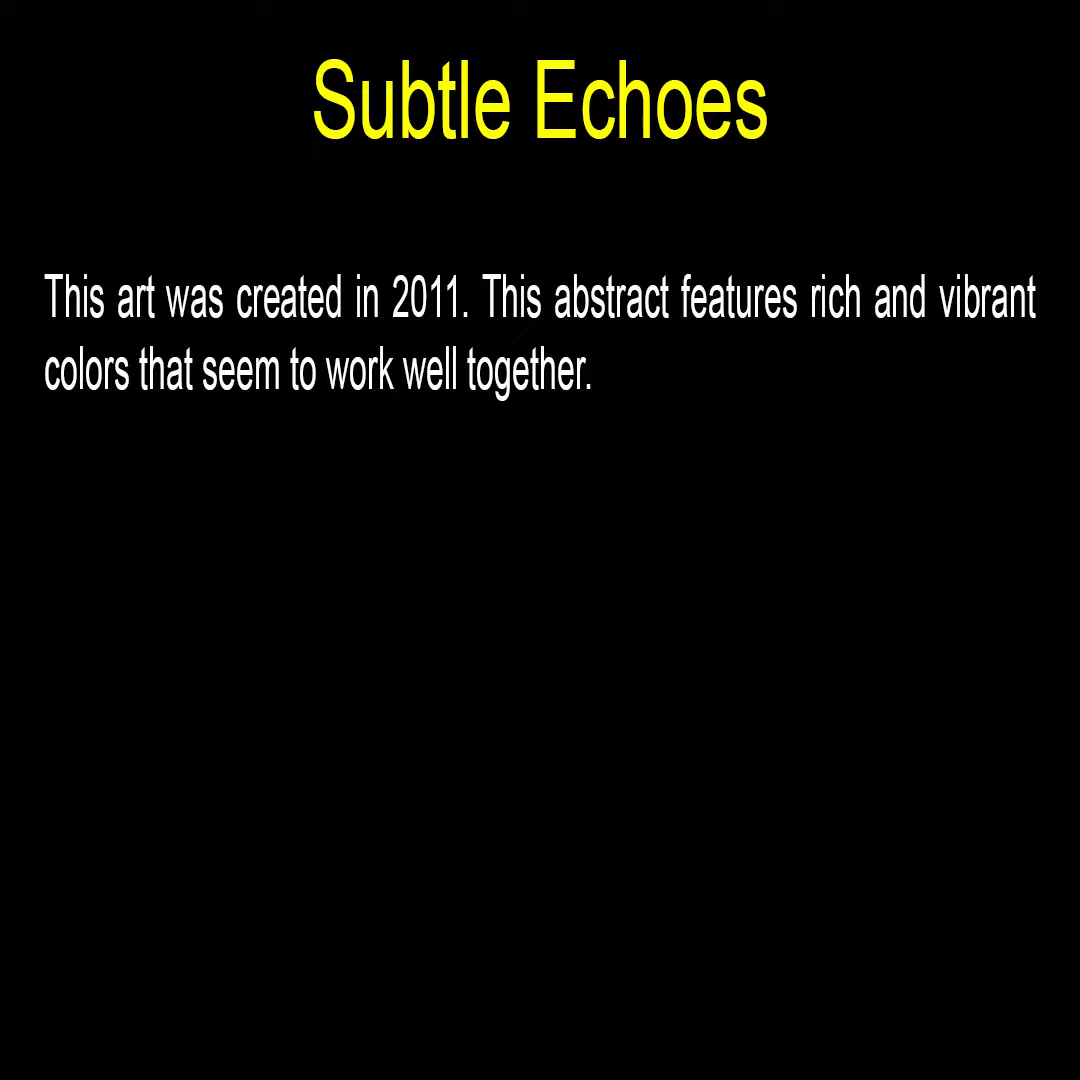 Subtle Echoes
This art was created in 2011. This abstract features rich and vibrant
colors that seem to work well together.